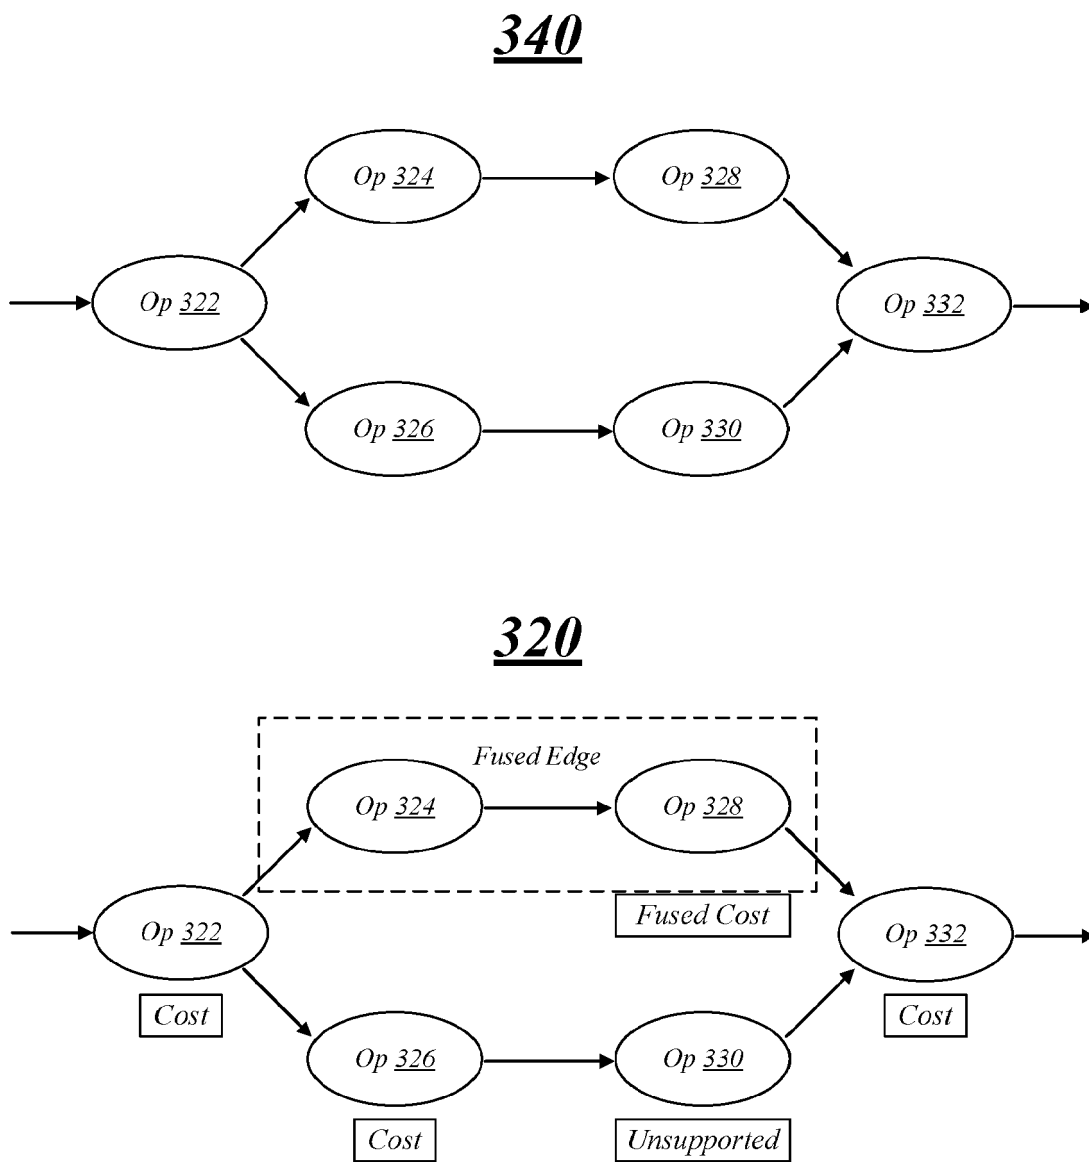 340
Op 324
Op 328
Op 322
Op 332
Op 326
Op 330
320
Fused Edge
Op 324
Op 328
Fused Cost
Op 322
Op 332
Cost
Cost
Op 326
Op 330
Cost
Unsupported